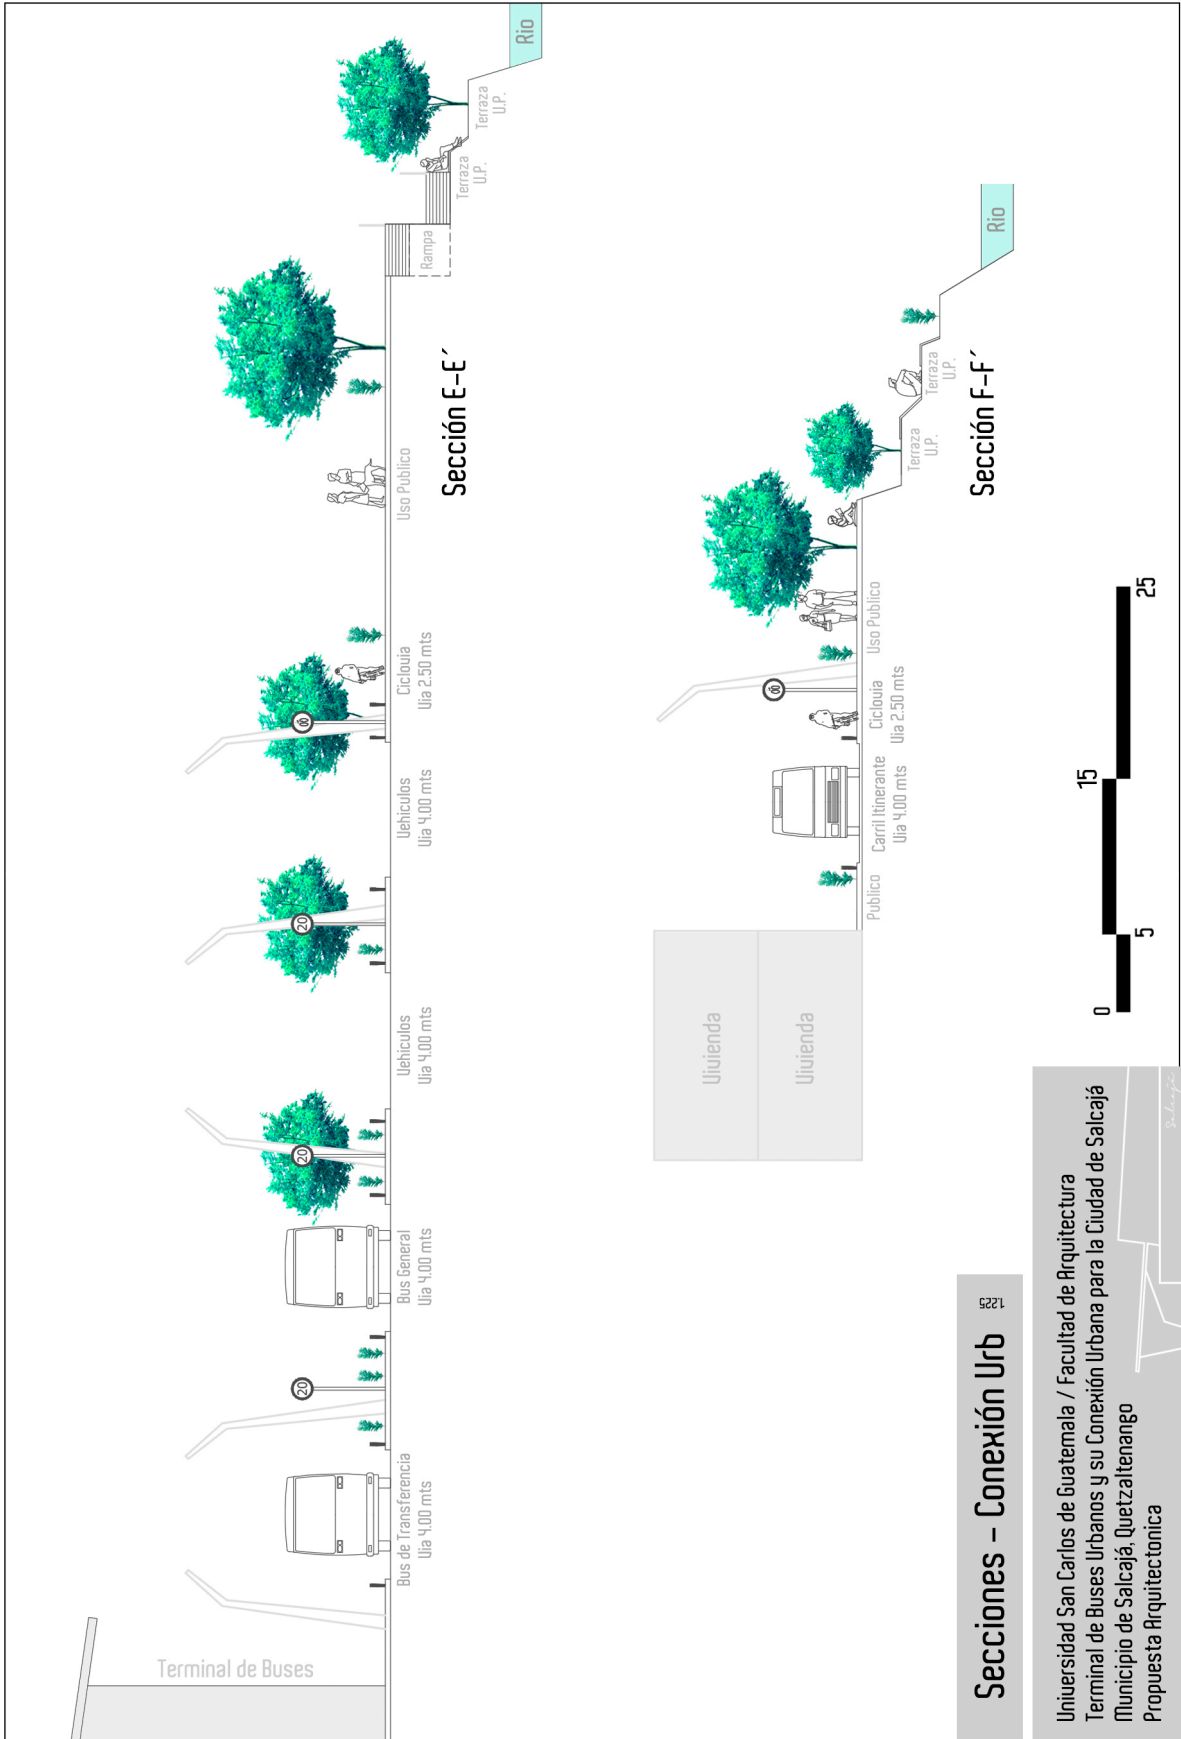 Terminal de Buses
Bus de Transferencia
Via 4.00 mts
20
Bus General
Via 4.00 mts
20
Vehiculos
Via 4.00 mts
20
Vehiculos
Via 4.00 mts
Ciclovia
Via 2.50 mts
Uso Publico
Rampa
Terraza
U.P.
Terraza
U.P.
Rio
Sección E-E´
Vivienda
Vivienda
Publico
Carril Itinerante
Via 4.00 mts
Ciclovia
Via 2.50 mts
Uso Publico
Terraza
U.P.
Terraza
U.P.
Rio
Sección F-F´
0
5
15
25
Secciones - Conexión Urb
1.225
Universidad San Carlos de Guatemala / Facultad de Arquitectura
Terminal de Buses Urbanos y su Conexión Urbana para la Ciudad de Salcajá
Municipio de Salcajá, Quetzaltenango
Propuesta Arquitectonica
Salcajá